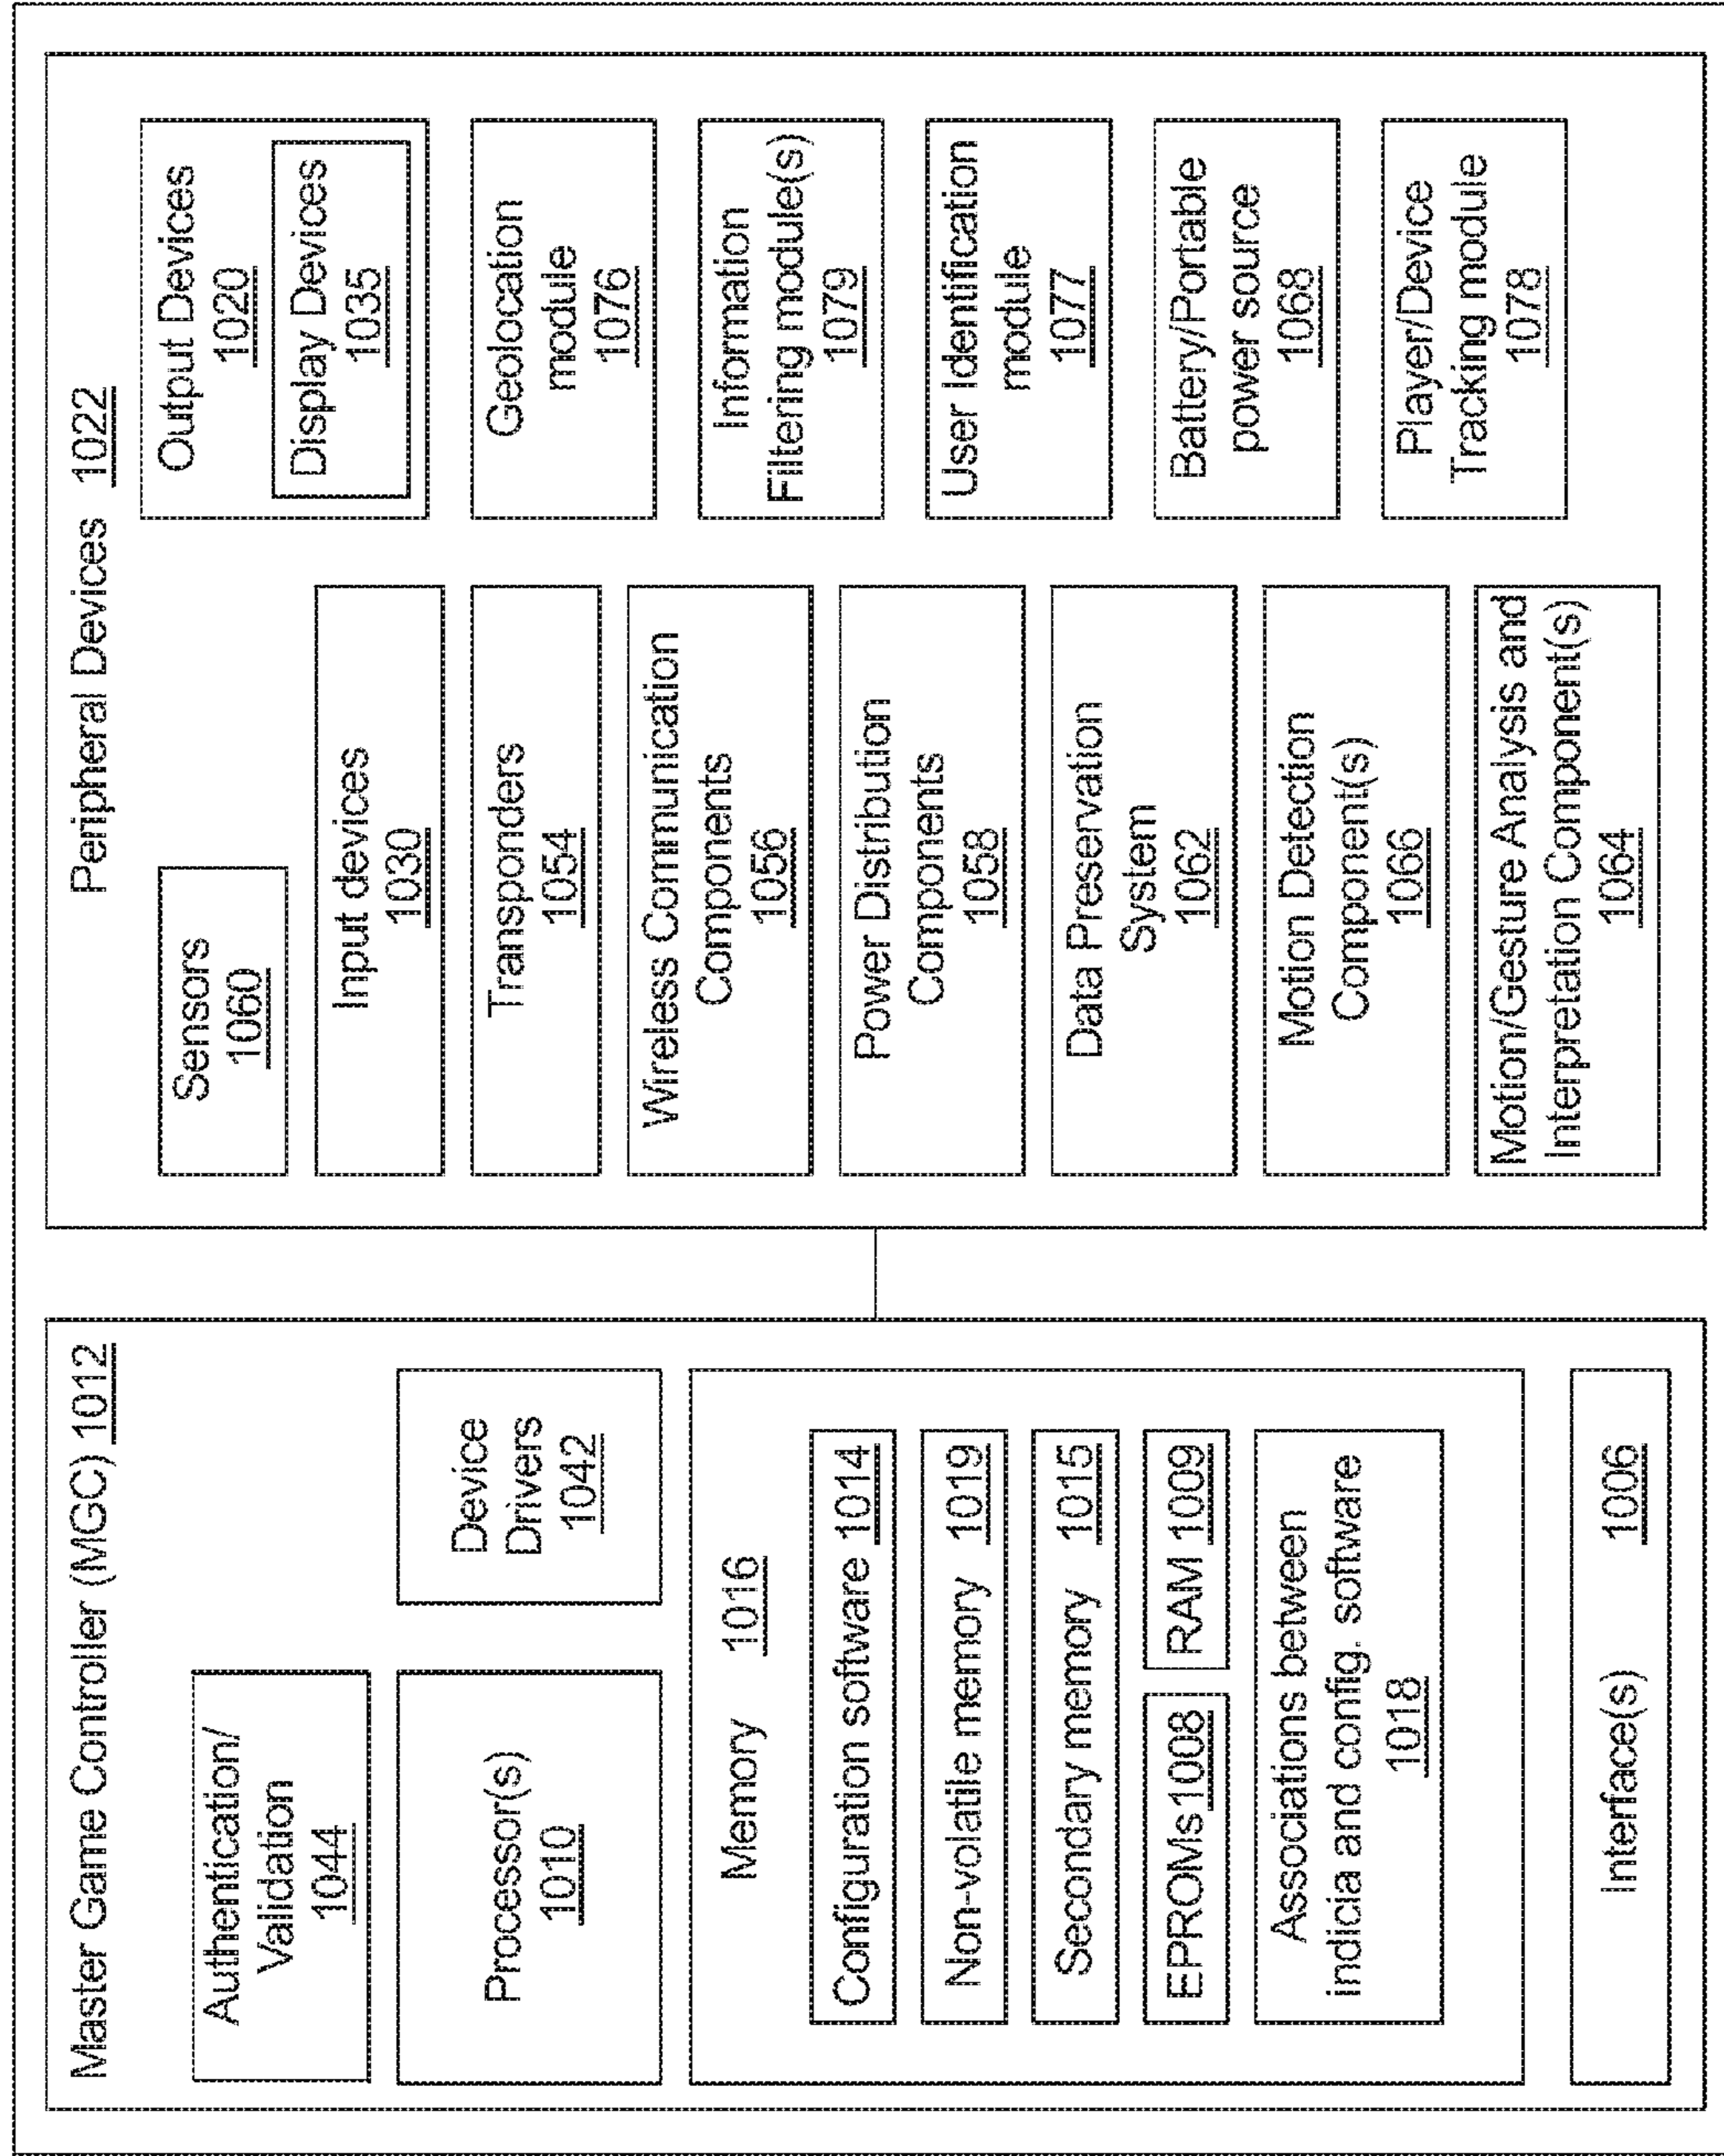 Master Game Controller (MGC) 1012
Authentication/
Validation
1044
Processor(s)
1010
Device
Drivers
1042
Memory 1016
Configuration software 1014
Non-volatile memory 1019
Secondary memory 1015
EPROMs 1008
RAM 1009
Associations between
indicia and config. software
1018
Interface(s) 1006
Peripheral Devices 1022
Sensors
1060
Input devices
1030
Transponders
1054
Wireless Communication
Components
1056
Power Distribution
Components
1058
Data Preservation
System
1062
Motion Detection
Component(s)
1066
Motion/Gesture Analysis and
Interpretation Component(s)
1064
Output Devices
1020
Display Devices
1035
Geolocation
module
1076
Information
Filtering module(s)
1079
User Identification
module
1077
Battery/Portable
power source
1068
Player/Device
Tracking module
1078